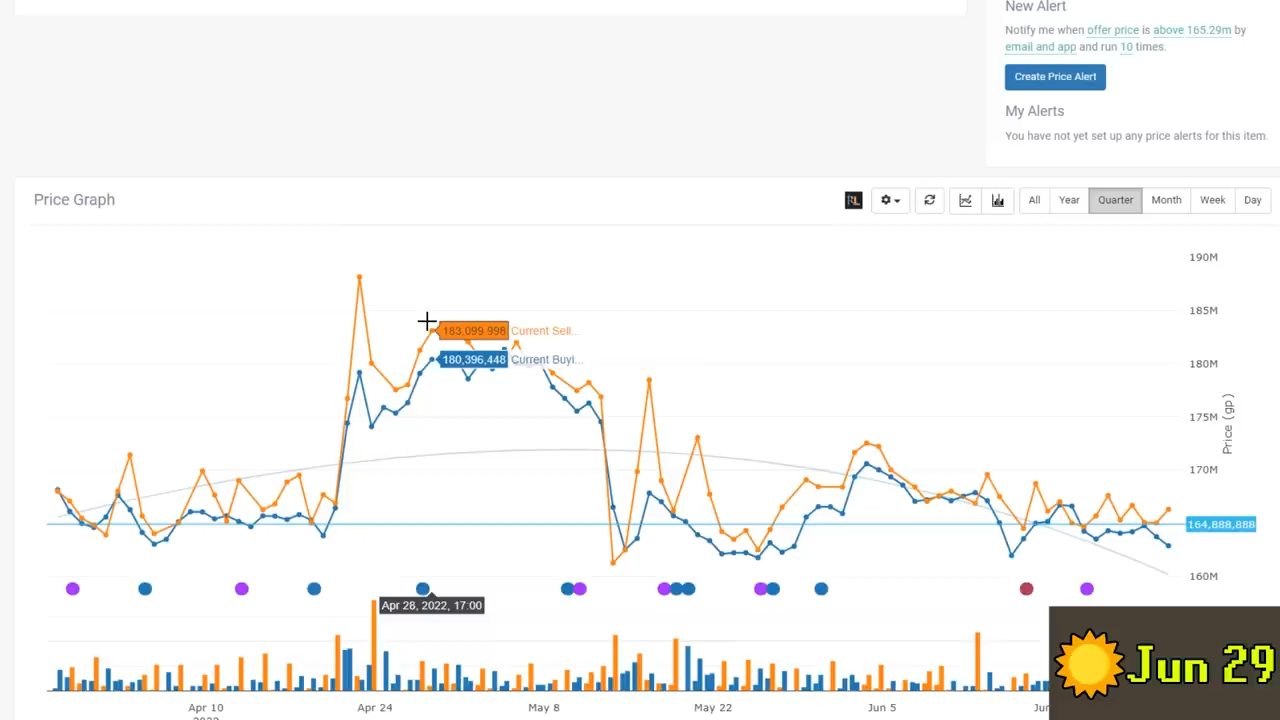 New Alert
Notify me when offer price is above 165.29m by
email and app and run 10 times.
Create Price Alert
My Alerts
You have not yet set up any price alerts for this item.
Price Graph
RL
All Year Quarter Month Week Day
190M
185M
183,099,998 Current Sell...
180,396,448 Current Buyi...
180M
175M
Price (gp)
170M
164,888,888
160M
Apr 28, 2022, 17:00
Jun 29
Apr 10
2022
Apr 24
May 8
May 22
Jun 5